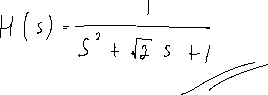 H(s) = 1 / (s² + √2 s + 1)